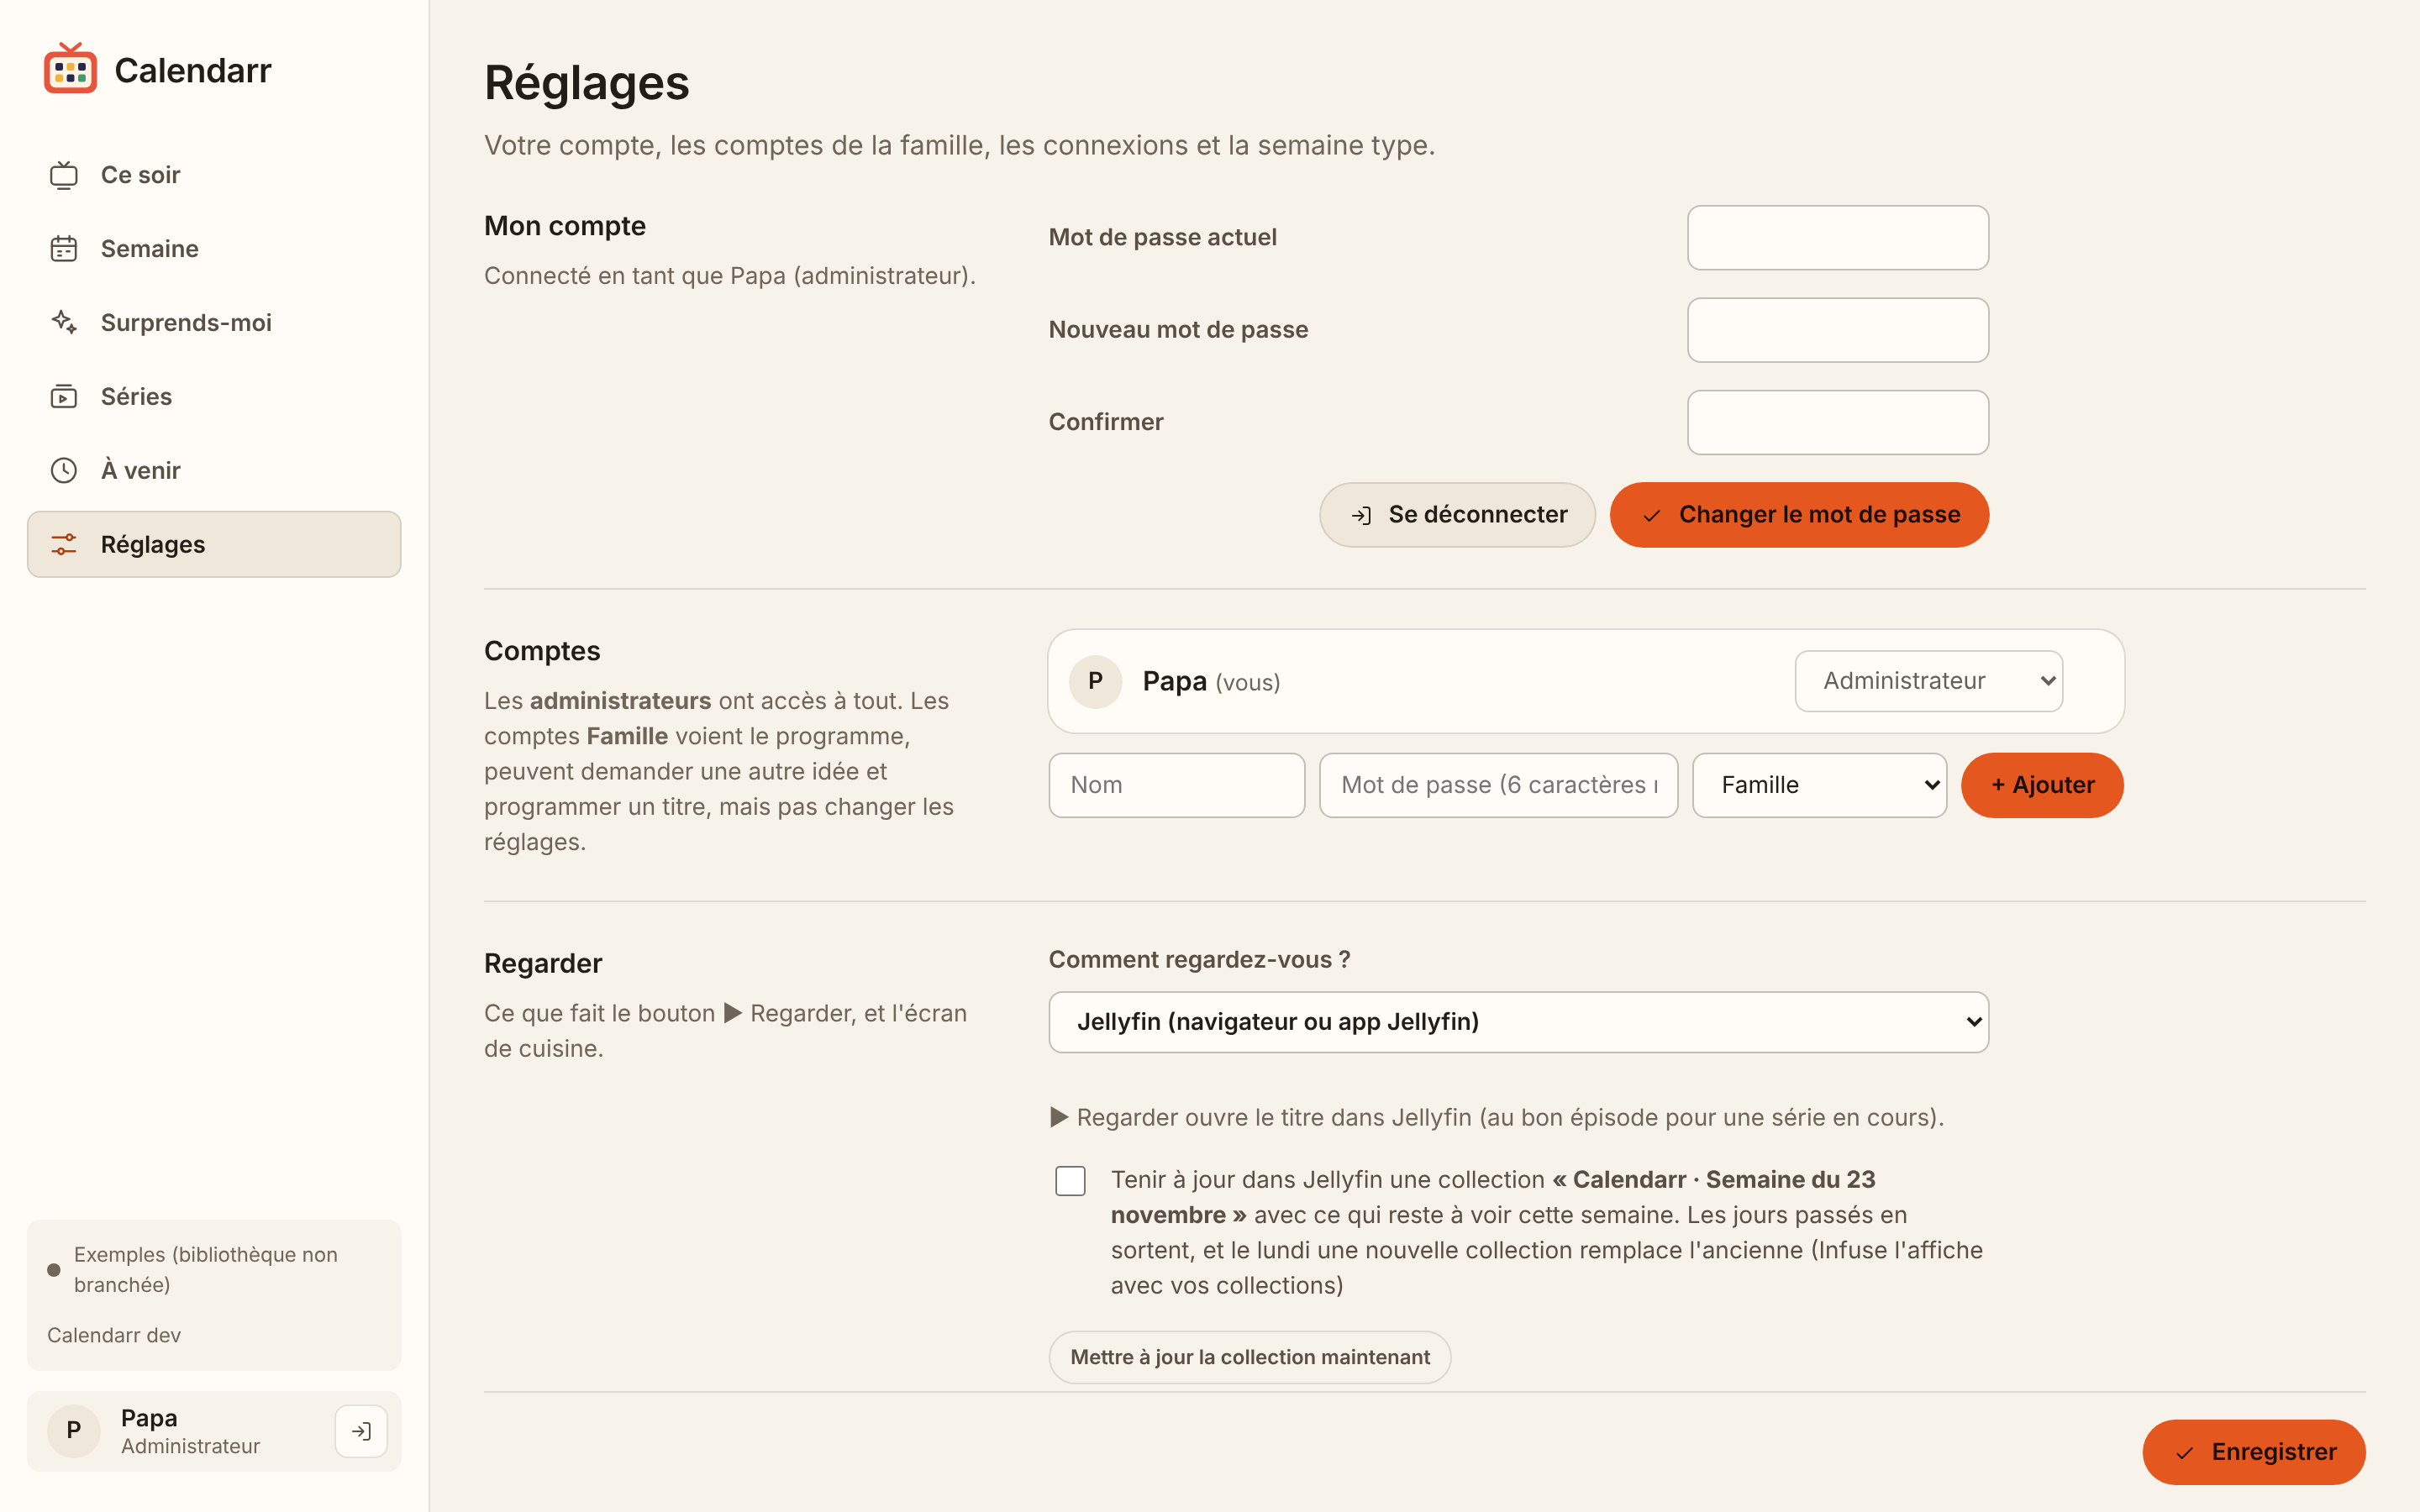 Calendarr
Ce soir
Semaine
Surprends-moi
Séries
À venir
Réglages
Exemples (bibliothèque non
branchée)
Calendarr dev
P
Papa
Administrateur
Réglages
Votre compte, les comptes de la famille, les connexions et la semaine type.
Mon compte
Connecté en tant que Papa (administrateur).
Mot de passe actuel
Nouveau mot de passe
Confirmer
Se déconnecter
Changer le mot de passe
Comptes
Les administrateurs ont accès à tout. Les
comptes Famille voient le programme,
peuvent demander une autre idée et
programmer un titre, mais pas changer les
réglages.
P
Papa (vous)
Administrateur
Nom
Mot de passe (6 caractères
Famille
+ Ajouter
Regarder
Ce que fait le bouton ▶ Regarder, et l'écran
de cuisine.
Comment regardez-vous ?
Jellyfin (navigateur ou app Jellyfin)
▶ Regarder ouvre le titre dans Jellyfin (au bon épisode pour une série en cours).
Tenir à jour dans Jellyfin une collection « Calendarr · Semaine du 23
novembre » avec ce qui reste à voir cette semaine. Les jours passés en
sortent, et le lundi une nouvelle collection remplace l'ancienne (Infuse l'affiche
avec vos collections)
Mettre à jour la collection maintenant
Enregistrer